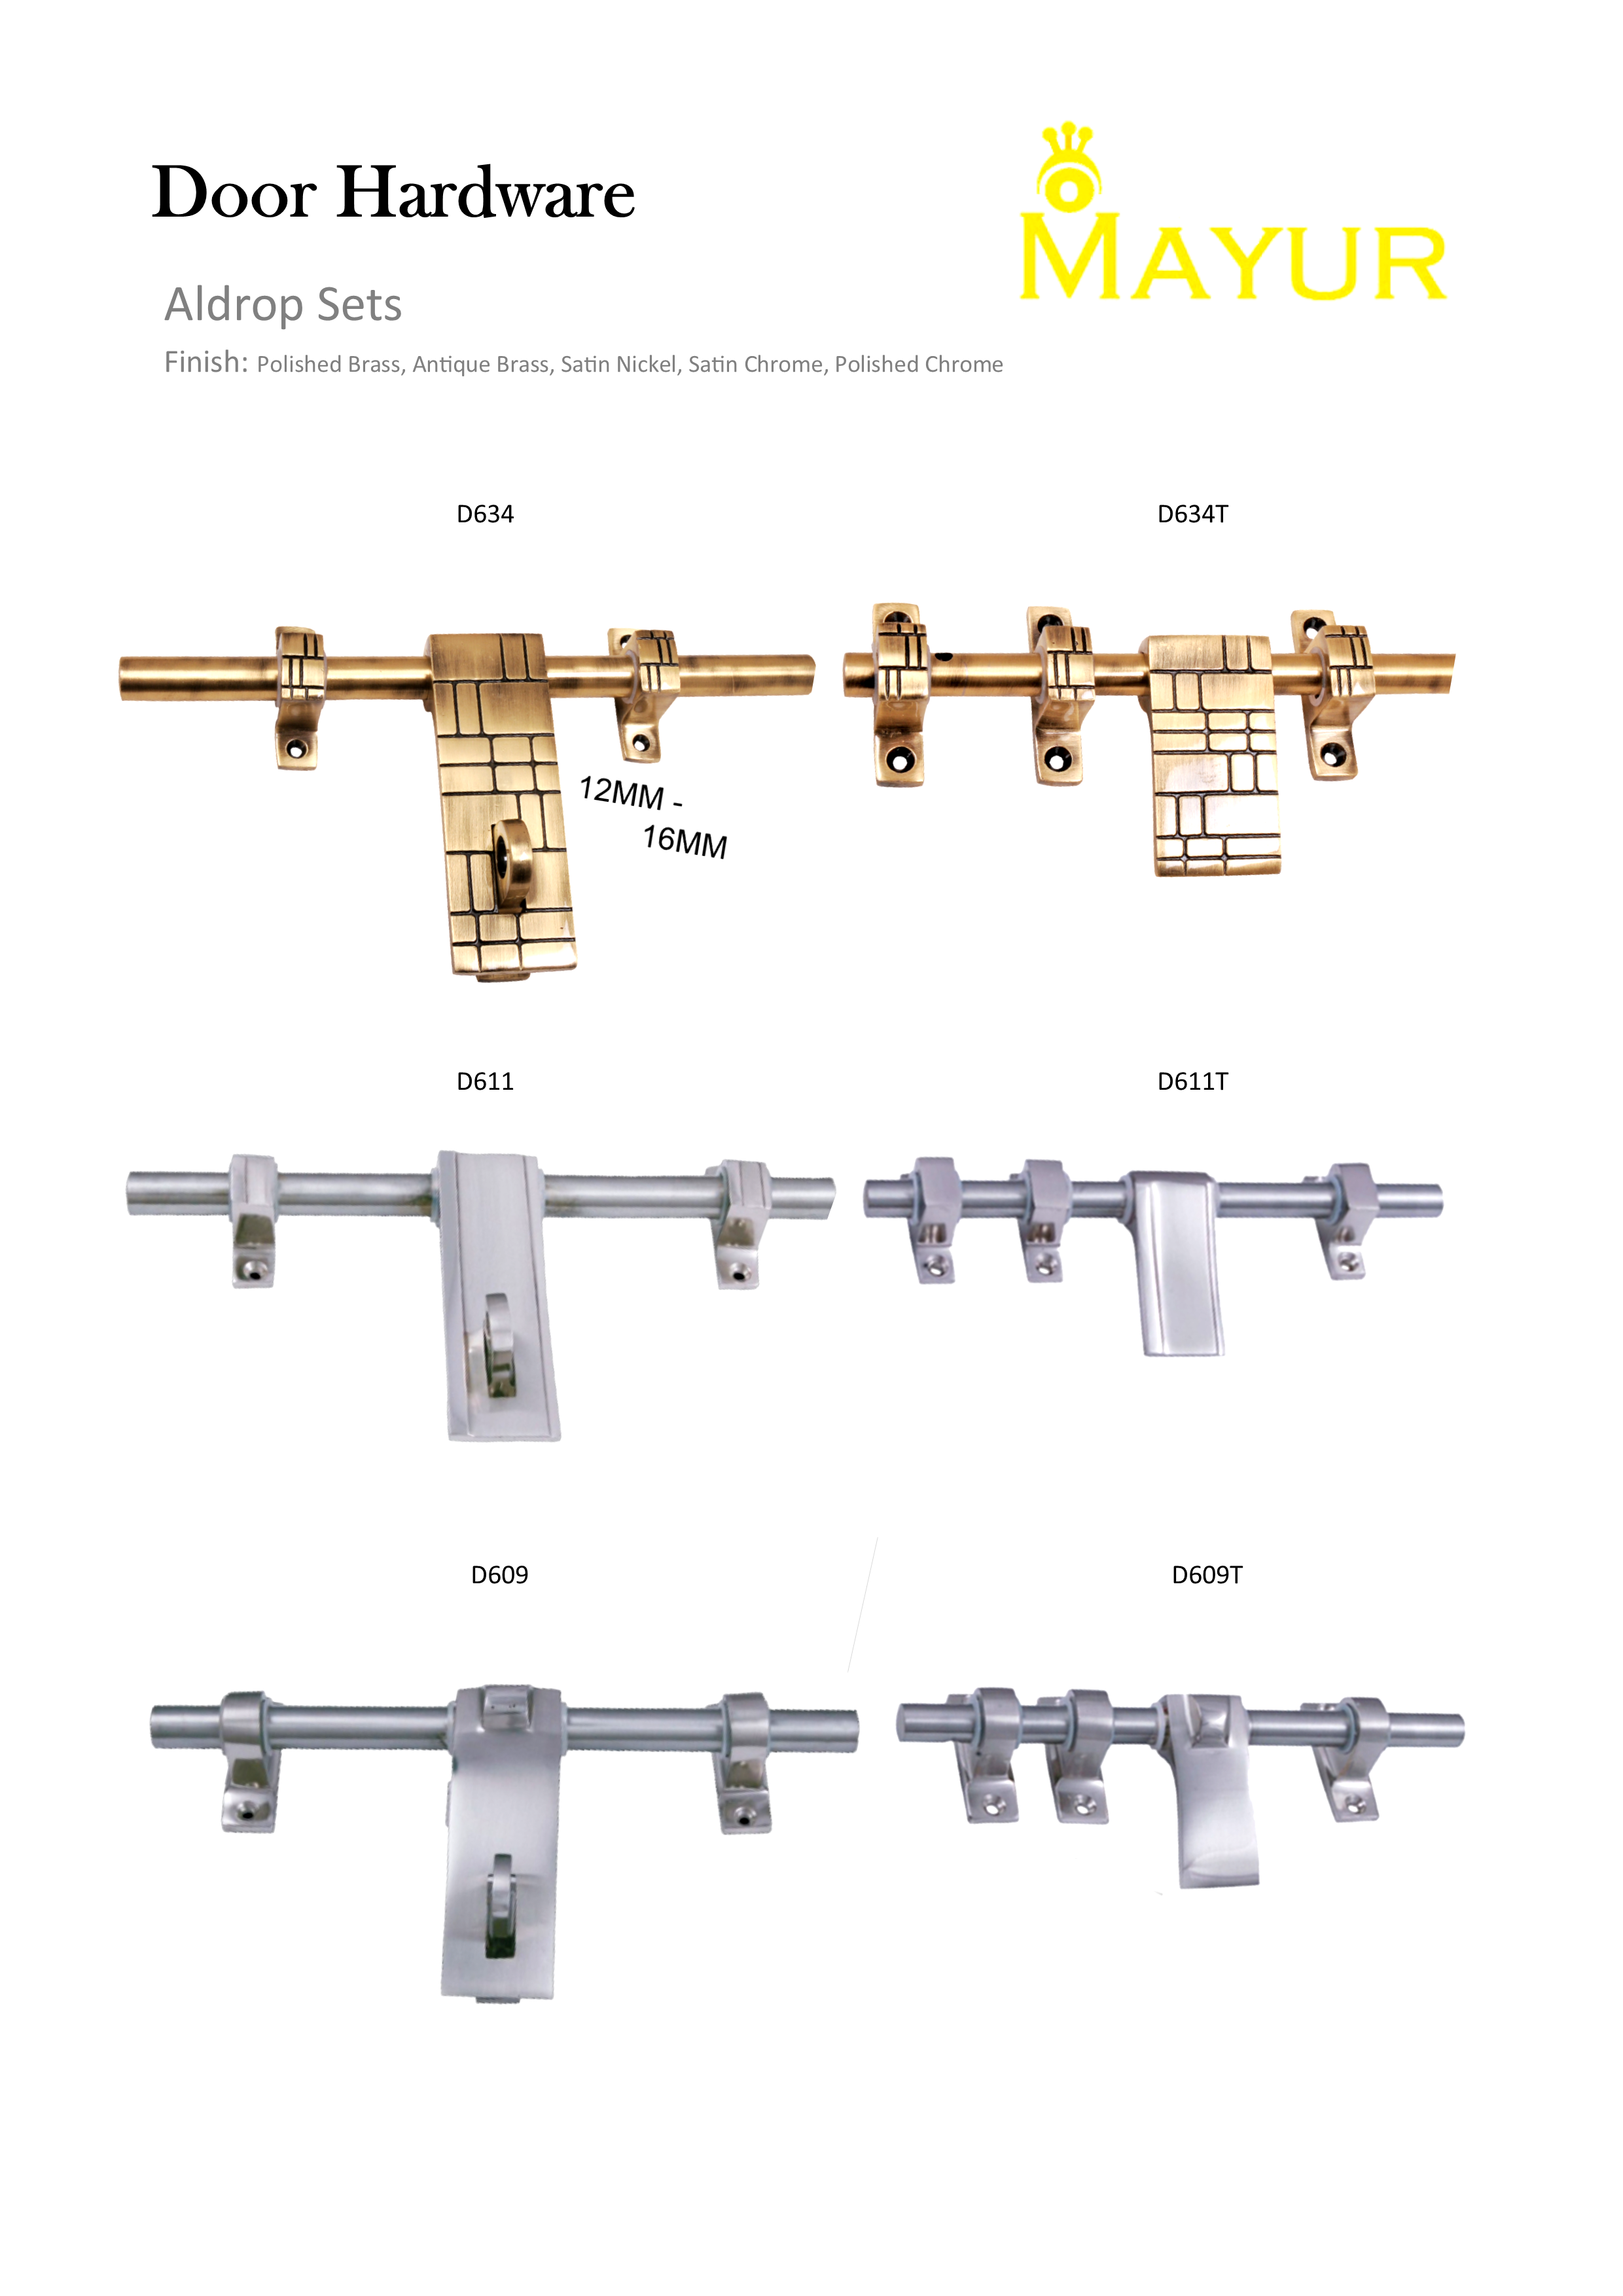 Door Hardware
MAYUR
Aldrop Sets
Finish: Polished Brass, Antique Brass, Satin Nickel, Satin Chrome, Polished Chrome
D634
D634T
12MM -
16MM
D611
D611T
D609
D609T